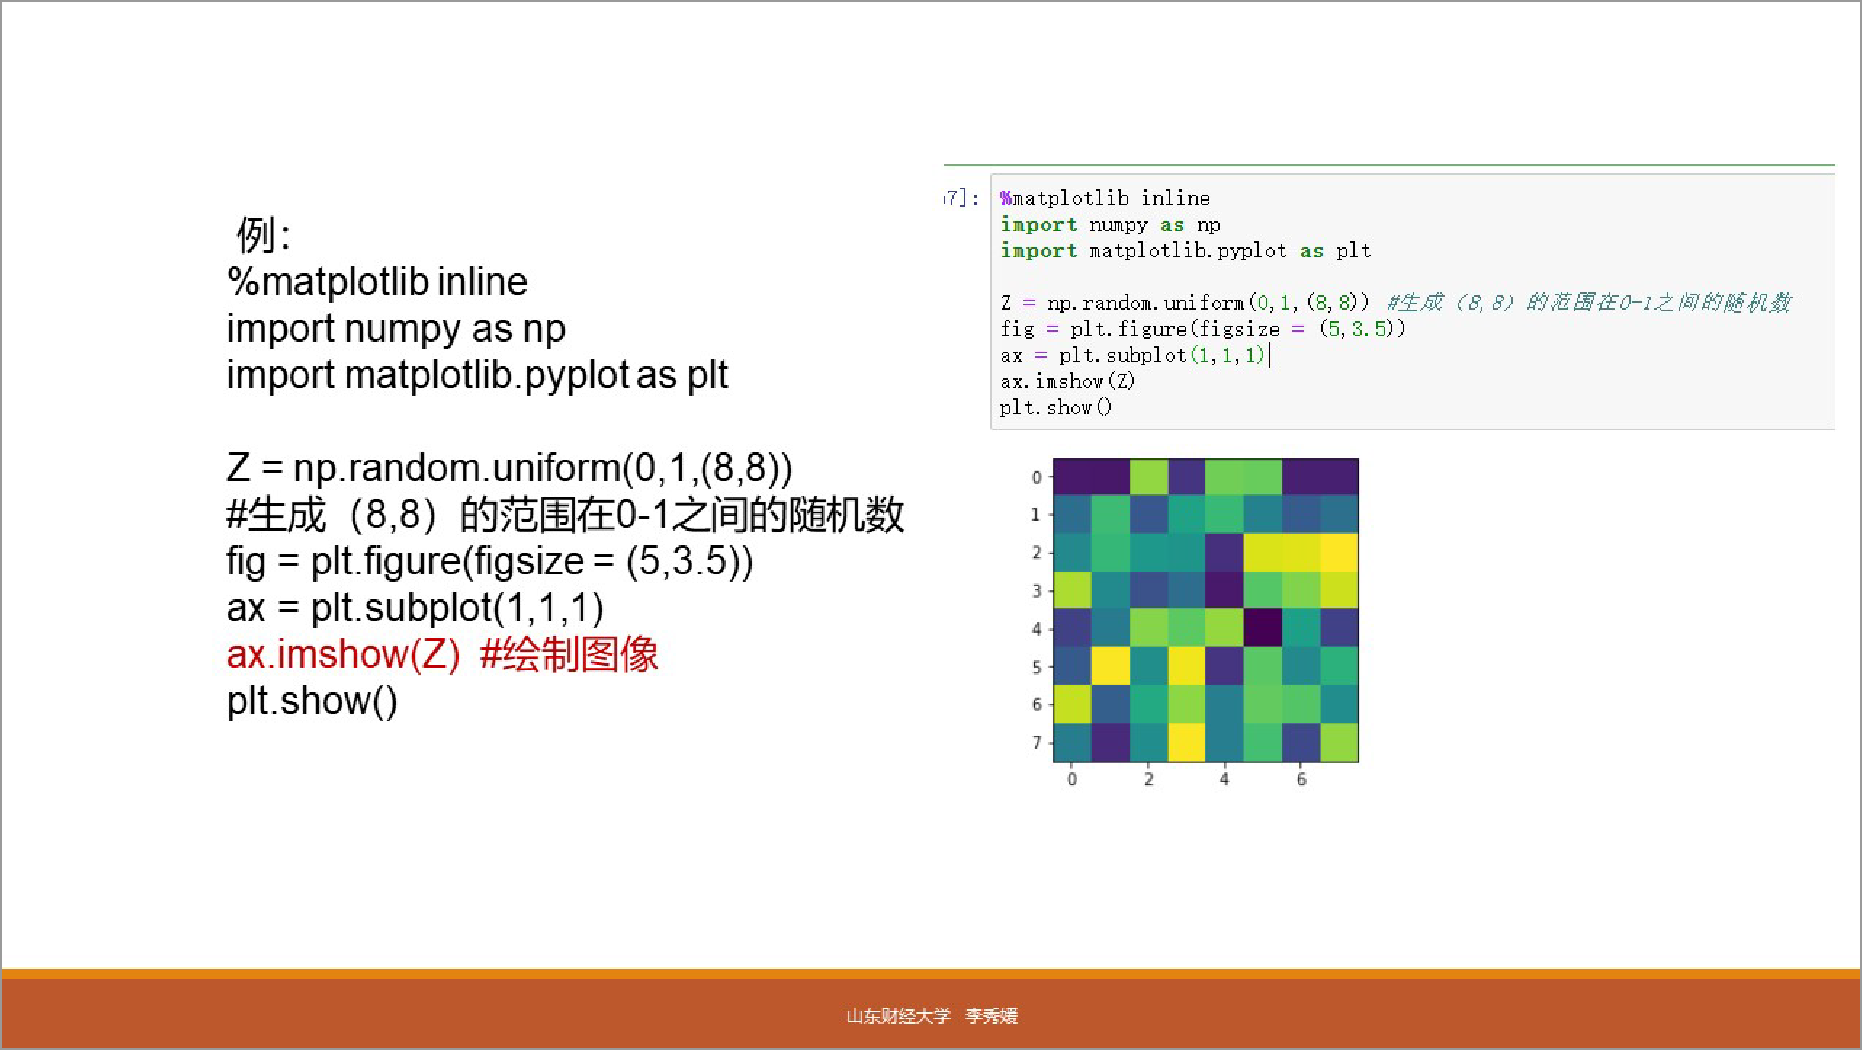 例：
%matplotlib inline
import numpy as np
import matplotlib.pyplot as plt
Z = np.random.uniform(0,1,(8,8))
#生成（8,8）的范围在0-1之间的随机数
fig = plt.figure(figsize = (5,3.5))
ax = plt.subplot(1,1,1)
ax.imshow(Z)  #绘制图像
plt.show()
7]:
%matplotlib inline
import numpy as np
import matplotlib.pyplot as plt
Z = np.random.uniform(0,1,(8,8))  #生成（8,8）的范围在0-1之间的随机数
fig = plt.figure(figsize = (5,3.5))
ax = plt.subplot(1,1,1)
ax.imshow(Z)
plt.show()
0
1
2
3
4
5
6
7
0 2 4 6
山东财经大学  李秀媛